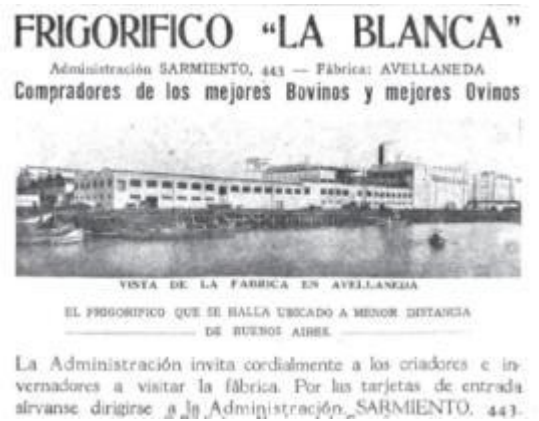 FRIGORIFICO “LA BLANCA”
Administración SARMIENTO, 443 — Fábrica: AVELLANEDA
Compradores de los mejores Bovinos y mejores Ovinos
VISTA DE LA FABRICA EN AVELLANEDA
EL FRIGORIFICO QUE SE HALLA UBICADO A MENOR DISTANCIA
DE BUENOS AIRES
La Administración invita cordialmente a los criadores e in-
vernadores a visitar la fábrica. Por las tarjetas de entrada
sírvanse dirigirse a la Administración, SARMIENTO, 443.